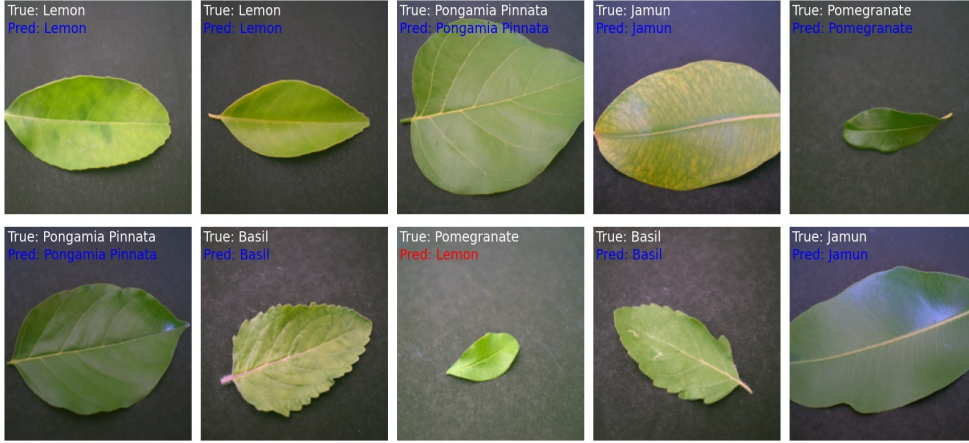 True: Lemon
Pred: Lemon
True: Lemon
Pred: Lemon
True: Pongamia Pinnata
Pred: Pongamia Pinnata
True: Jamun
Pred: Jamun
True: Pomegranate
Pred: Pomegranate
True: Pongamia Pinnata
Pred: Pongamia Pinnata
True: Basil
Pred: Basil
True: Pomegranate
Pred: Lemon
True: Basil
Pred: Basil
True: Jamun
Pred: Jamun